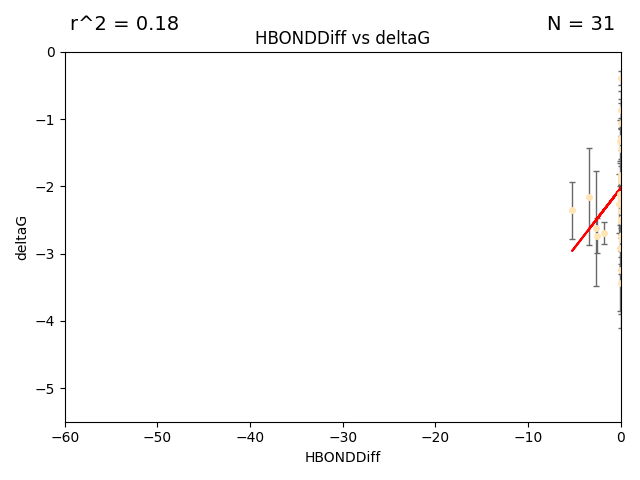 r^2 = 0.18
N = 31
HBONDDiff vs deltaG
0
−1
−2
−3
−4
−5
deltaG
−60 −50 −40 −30 −20 −10 0
HBONDDiff